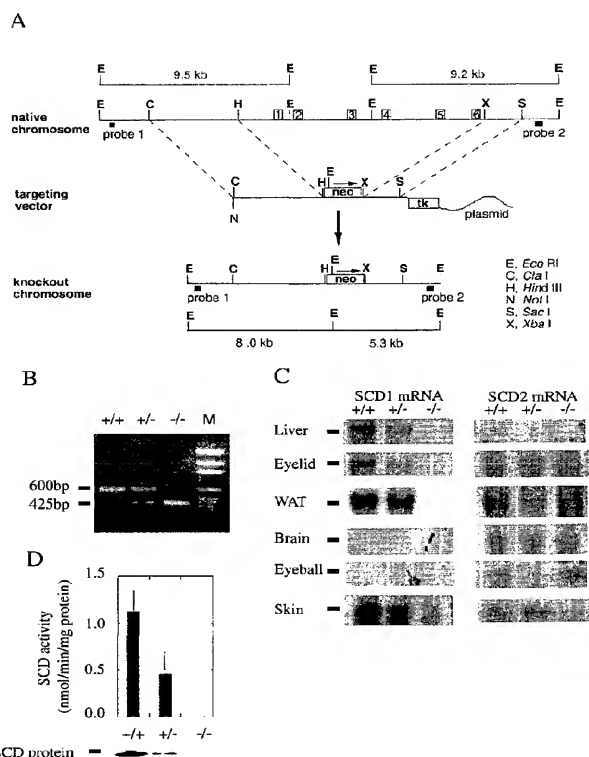 A
E E E E
9.5 kb 9.2 kb
E C H E E X S E
1 2 3 4 5 6
native chromosome
probe 1 probe 2
E
C H X S
neo
targeting vector
tk
N
plasmid
E
E C H X S E
neo
knockout chromosome
probe 1 probe 2
E E E
8.0 kb 5.3 kb
E, Eco RI
C, Cla I
H, Hind III
N Not I
S, Sac I
X, Xba I
B
+/+ +/- -/- M
600bp
425bp
C
SCD1 mRNA SCD2 mRNA
+/+ +/- -/- +/+ +/- -/-
Liver
Eyelid
WAT
Brain
Eyeball
Skin
D
SCD activity
(nmol/min/mg protein)
1.5
1.0
0.5
0.0
-/+ +/- -/-
SCD protein